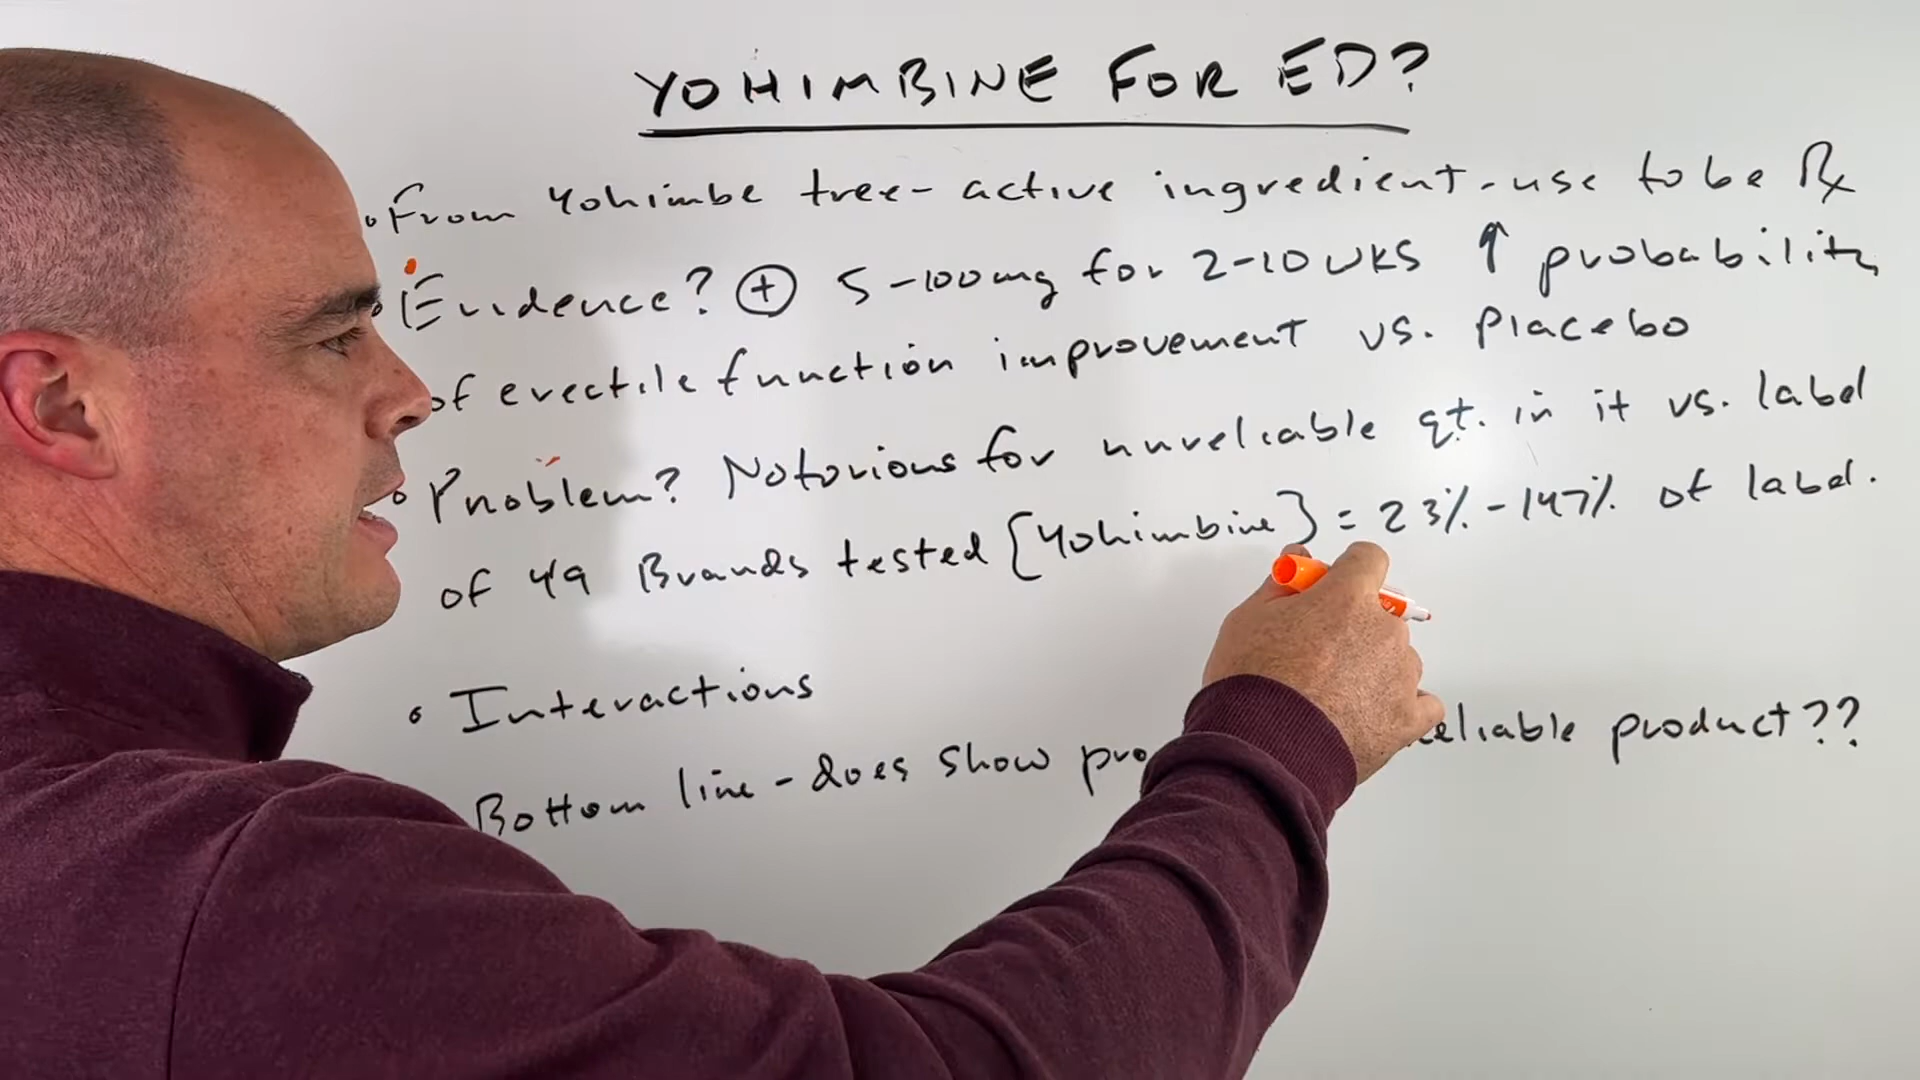 YOHIMBINE FOR ED?
• From Yohimbe tree - active ingredient - use to be Rx
• Evidence? ⊕ 5-100mg for 2-10 wks ↑ probability
of erectile function improvement vs. placebo
• Problem? Notorious for unreliable qt. in it vs. label
of 49 Brands tested [Yohimbine] = 23% - 147% of label.
• Interactions
Bottom line - does show product??